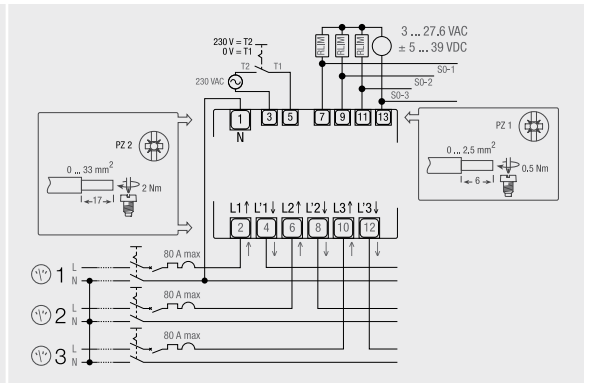 3 ... 27.6 VAC
± 5 ... 39 VDC
230 V = T2
0 V = T1
T2 T1
230 VAC
RLIM RLIM RLIM
S0-1
S0-2
S0-3
1 3 5 7 9 11 13
N
PZ 2
0 ... 33 mm²
2 Nm
17
PZ 1
0 ... 2.5 mm²
0.5 Nm
6
L1↑ L'1↓ L2↑ L'2↓ L3↑ L'3↓
2 4 6 8 10 12
80 A max
1 L
N
80 A max
2 L
N
80 A max
3 L
N